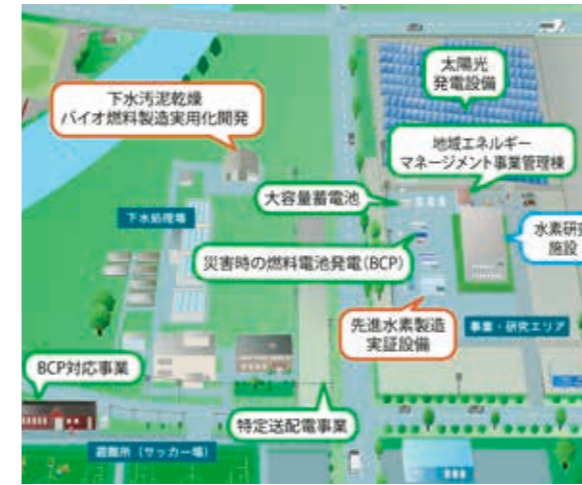 太陽光
発電設備
下水汚泥乾燥
バイオ燃料製造実用化開発
地域エネルギー
マネージメント事業管理棟
大容量蓄電池
下水処理場
水素研究
施設
災害時の燃料電池発電(BCP)
先進水素製造
実証設備
事業・研究エリア
BCP対応事業
特定送配電事業
避難所(サッカー場)